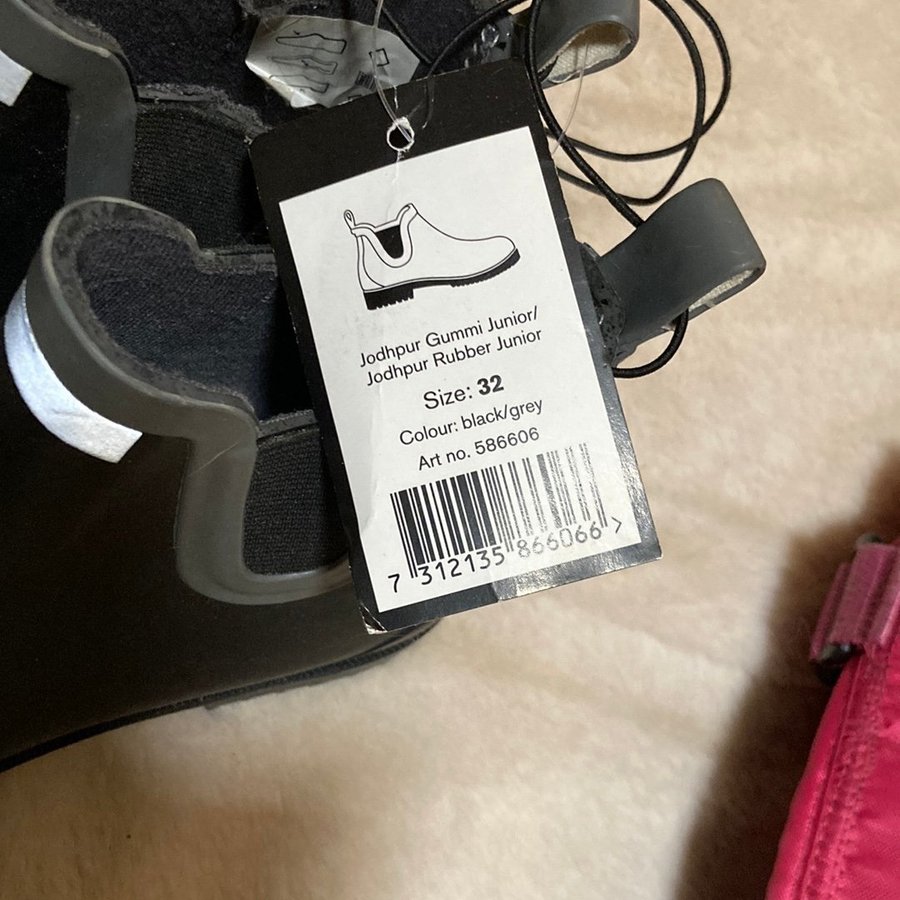 Jodhpur Gummi Junior/
Jodhpur Rubber Junior
Size: 32
Colour: black/grey
Art no. 586606
7 312135 866066 >